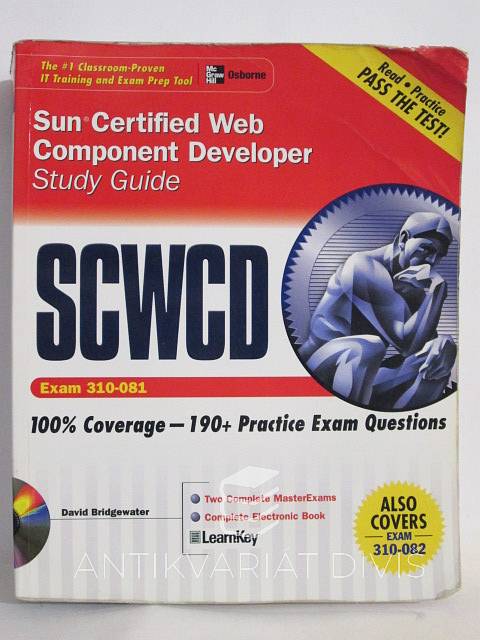 The #1 Classroom-Proven
IT Training and Exam Prep Tool
Mc
Graw
Hill
Osborne
Read • Practice
PASS THE TEST!
Sun® Certified Web
Component Developer
Study Guide
SCWCD
Exam 310-081
100% Coverage — 190+ Practice Exam Questions
David Bridgewater
Two Complete MasterExams
Complete Electronic Book
LearnKey
ALSO
COVERS
EXAM
310-082
ANTIKVARIÁT DIVIŠ